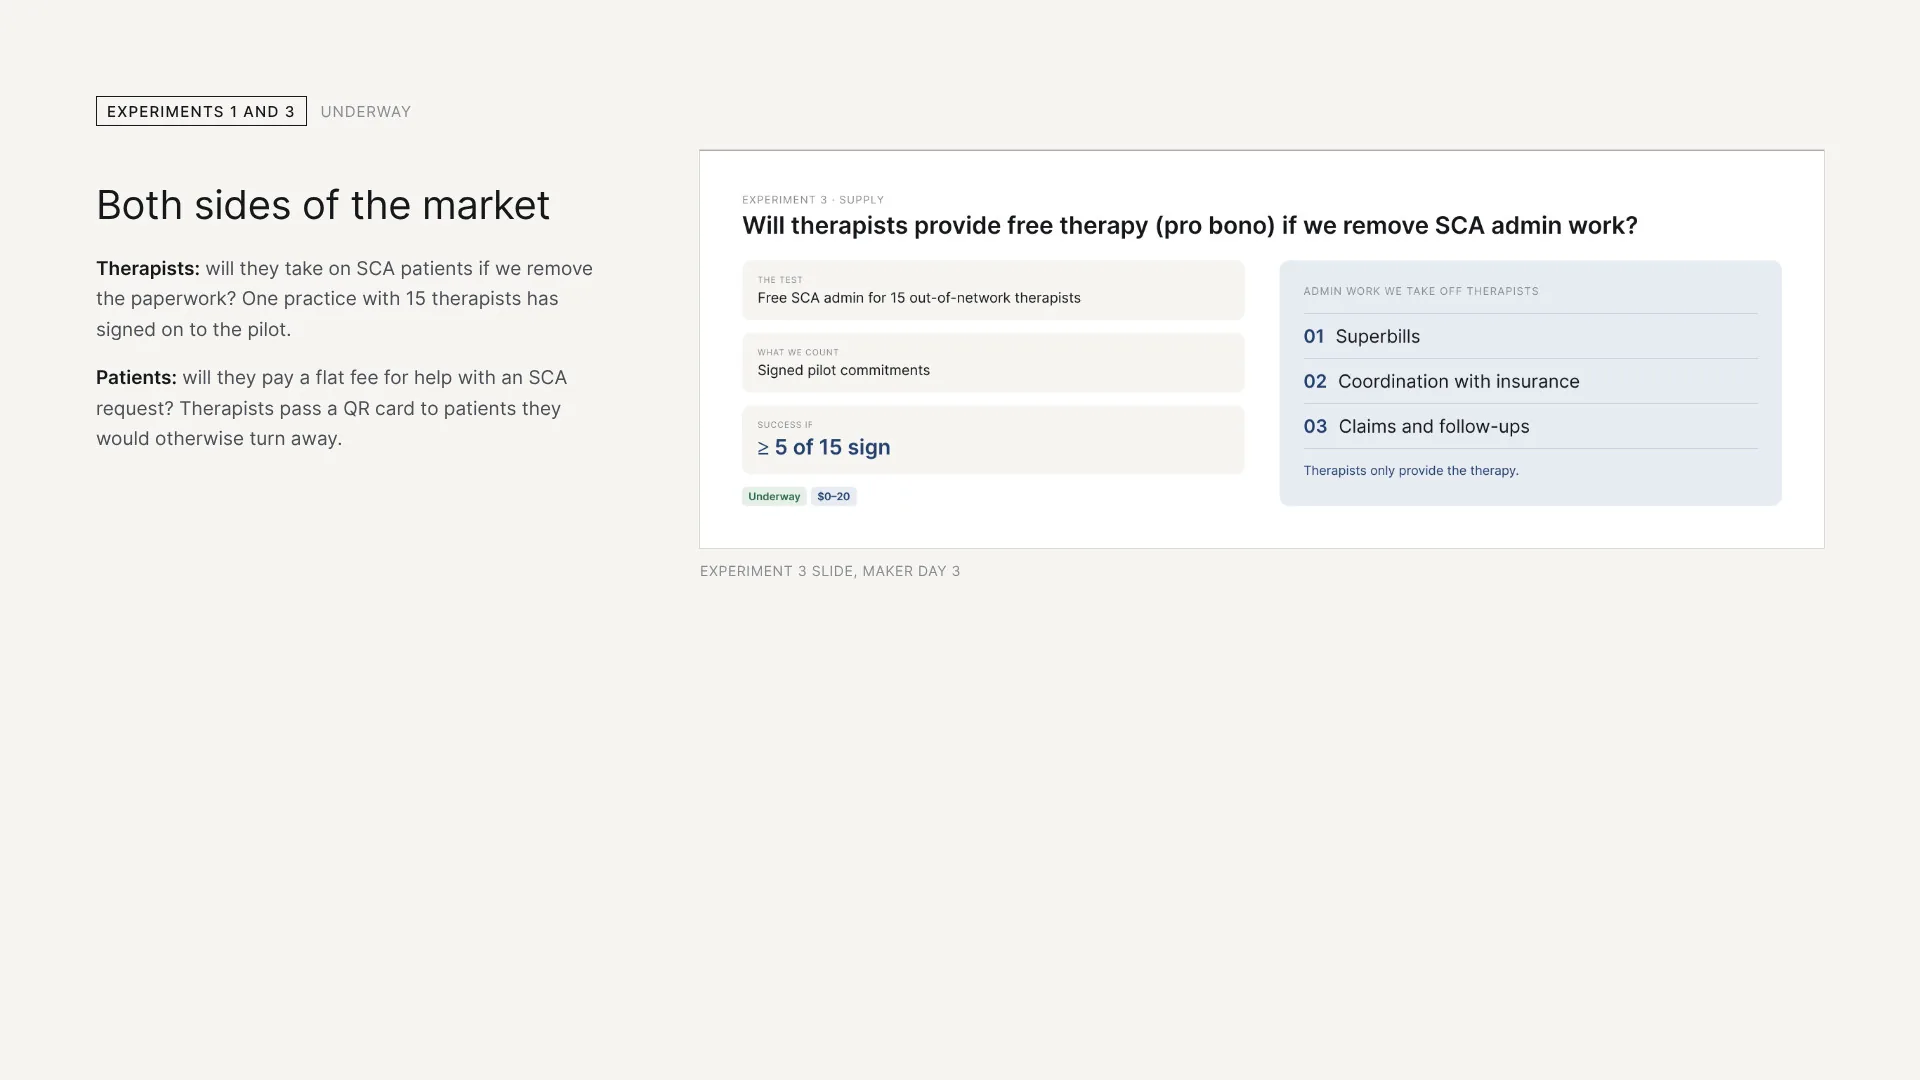 EXPERIMENTS 1 AND 3 UNDERWAY
Both sides of the market
Therapists: will they take on SCA patients if we remove
the paperwork? One practice with 15 therapists has
signed on to the pilot.
Patients: will they pay a flat fee for help with an SCA
request? Therapists pass a QR card to patients they
would otherwise turn away.
EXPERIMENT 3 · SUPPLY
Will therapists provide free therapy (pro bono) if we remove SCA admin work?
THE TEST
Free SCA admin for 15 out-of-network therapists
WHAT WE COUNT
Signed pilot commitments
SUCCESS IF
≥ 5 of 15 sign
Underway $0–20
ADMIN WORK WE TAKE OFF THERAPISTS
01 Superbills
02 Coordination with insurance
03 Claims and follow-ups
Therapists only provide the therapy.
EXPERIMENT 3 SLIDE, MAKER DAY 3